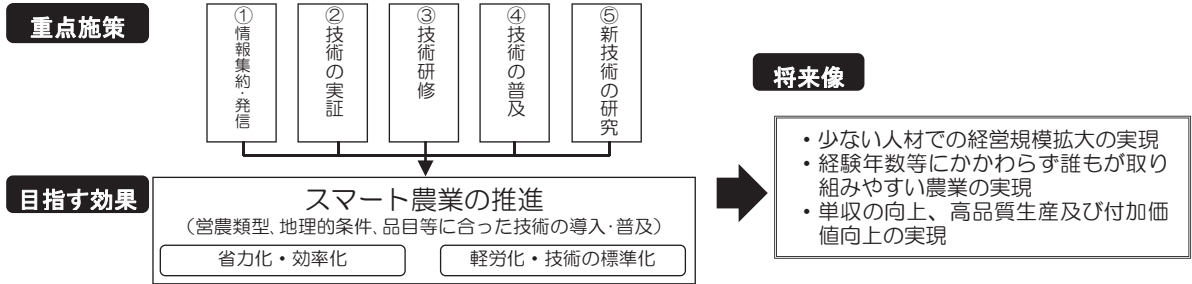 重点施策
①情報集約・発信
②技術の実証
③技術研修
④技術の普及
⑤新技術の研究
目指す効果
スマート農業の推進
（営農類型、地理的条件、品目等に合った技術の導入・普及）
省力化・効率化
軽労化・技術の標準化
将来像
・少ない人材での経営規模拡大の実現
・経験年数等にかかわらず誰もが取り
組みやすい農業の実現
・単収の向上、高品質生産及び付加価
値向上の実現